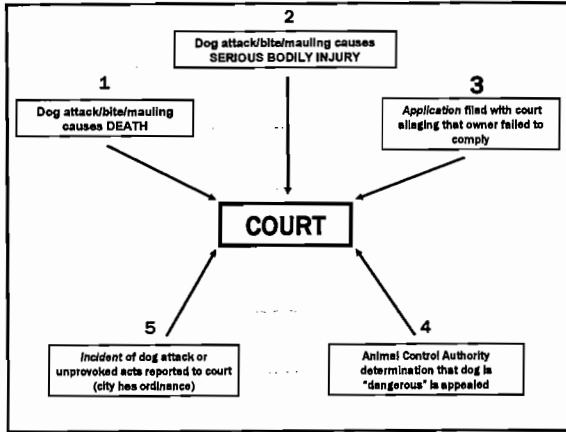 2
Dog attack/bite/mauling causes
SERIOUS BODILY INJURY
1
Dog attack/bite/mauling
causes DEATH
3
Application filed with court
allaging that owner failed to
comply
COURT
5
Incident of dog attack or
unprovoked acts reported to court
(city hes ordinance)
4
Animal Control Authority
determination that dog is
"dangerous" is appealed